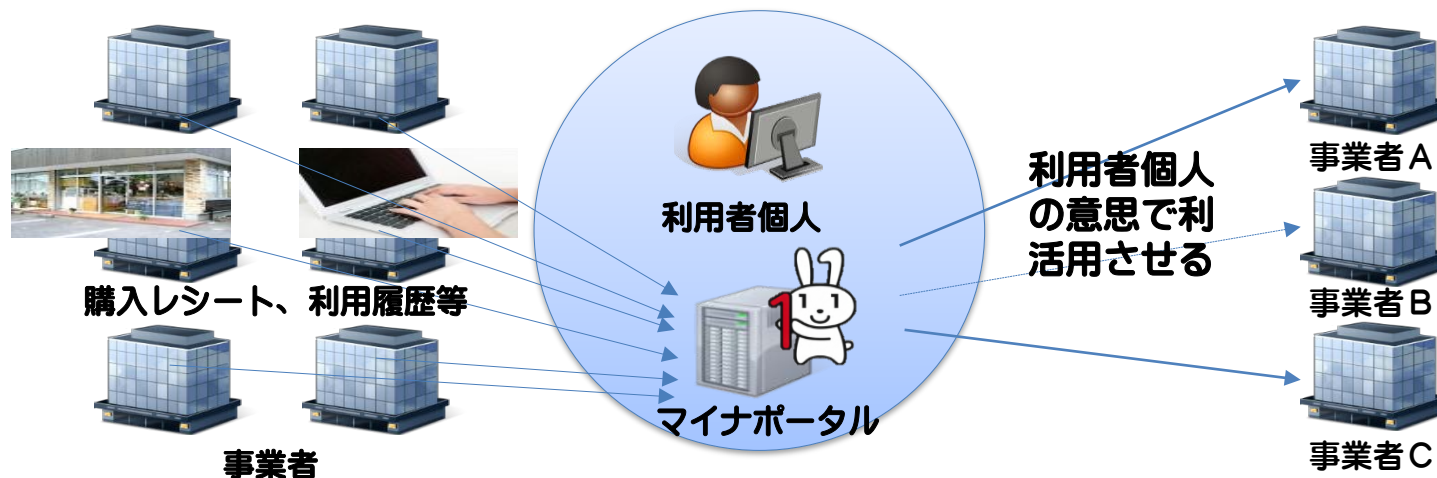 購入レシート、利用履歴等
事業者
利用者個人
1
マイナポータル
利用者個人
の意思で利
活用させる
事業者A
事業者B
事業者C